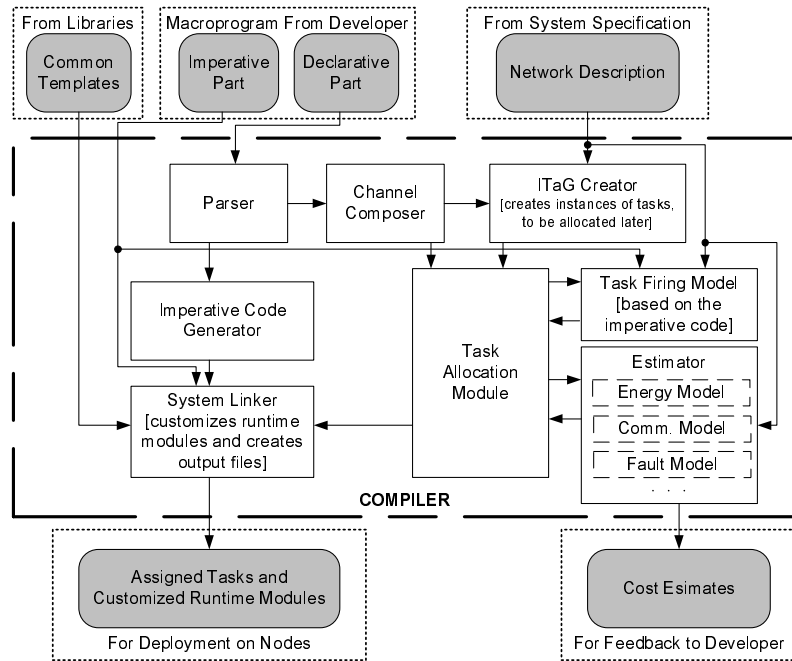 From Libraries
Macroprogram From Developer
From System Specification
Common
Templates
Imperative
Part
Declarative
Part
Network Description
Parser
Channel
Composer
ITaG Creator
[creates instances of tasks,
to be allocated later]
Imperative Code
Generator
Task
Allocation
Module
Task Firing Model
[based on the
imperative code]
Estimator
Energy Model
Comm. Model
Fault Model
. . .
System Linker
[customizes runtime
modules and creates
output files]
COMPILER
Assigned Tasks and
Customized Runtime Modules
For Deployment on Nodes
Cost Esimates
For Feedback to Developer